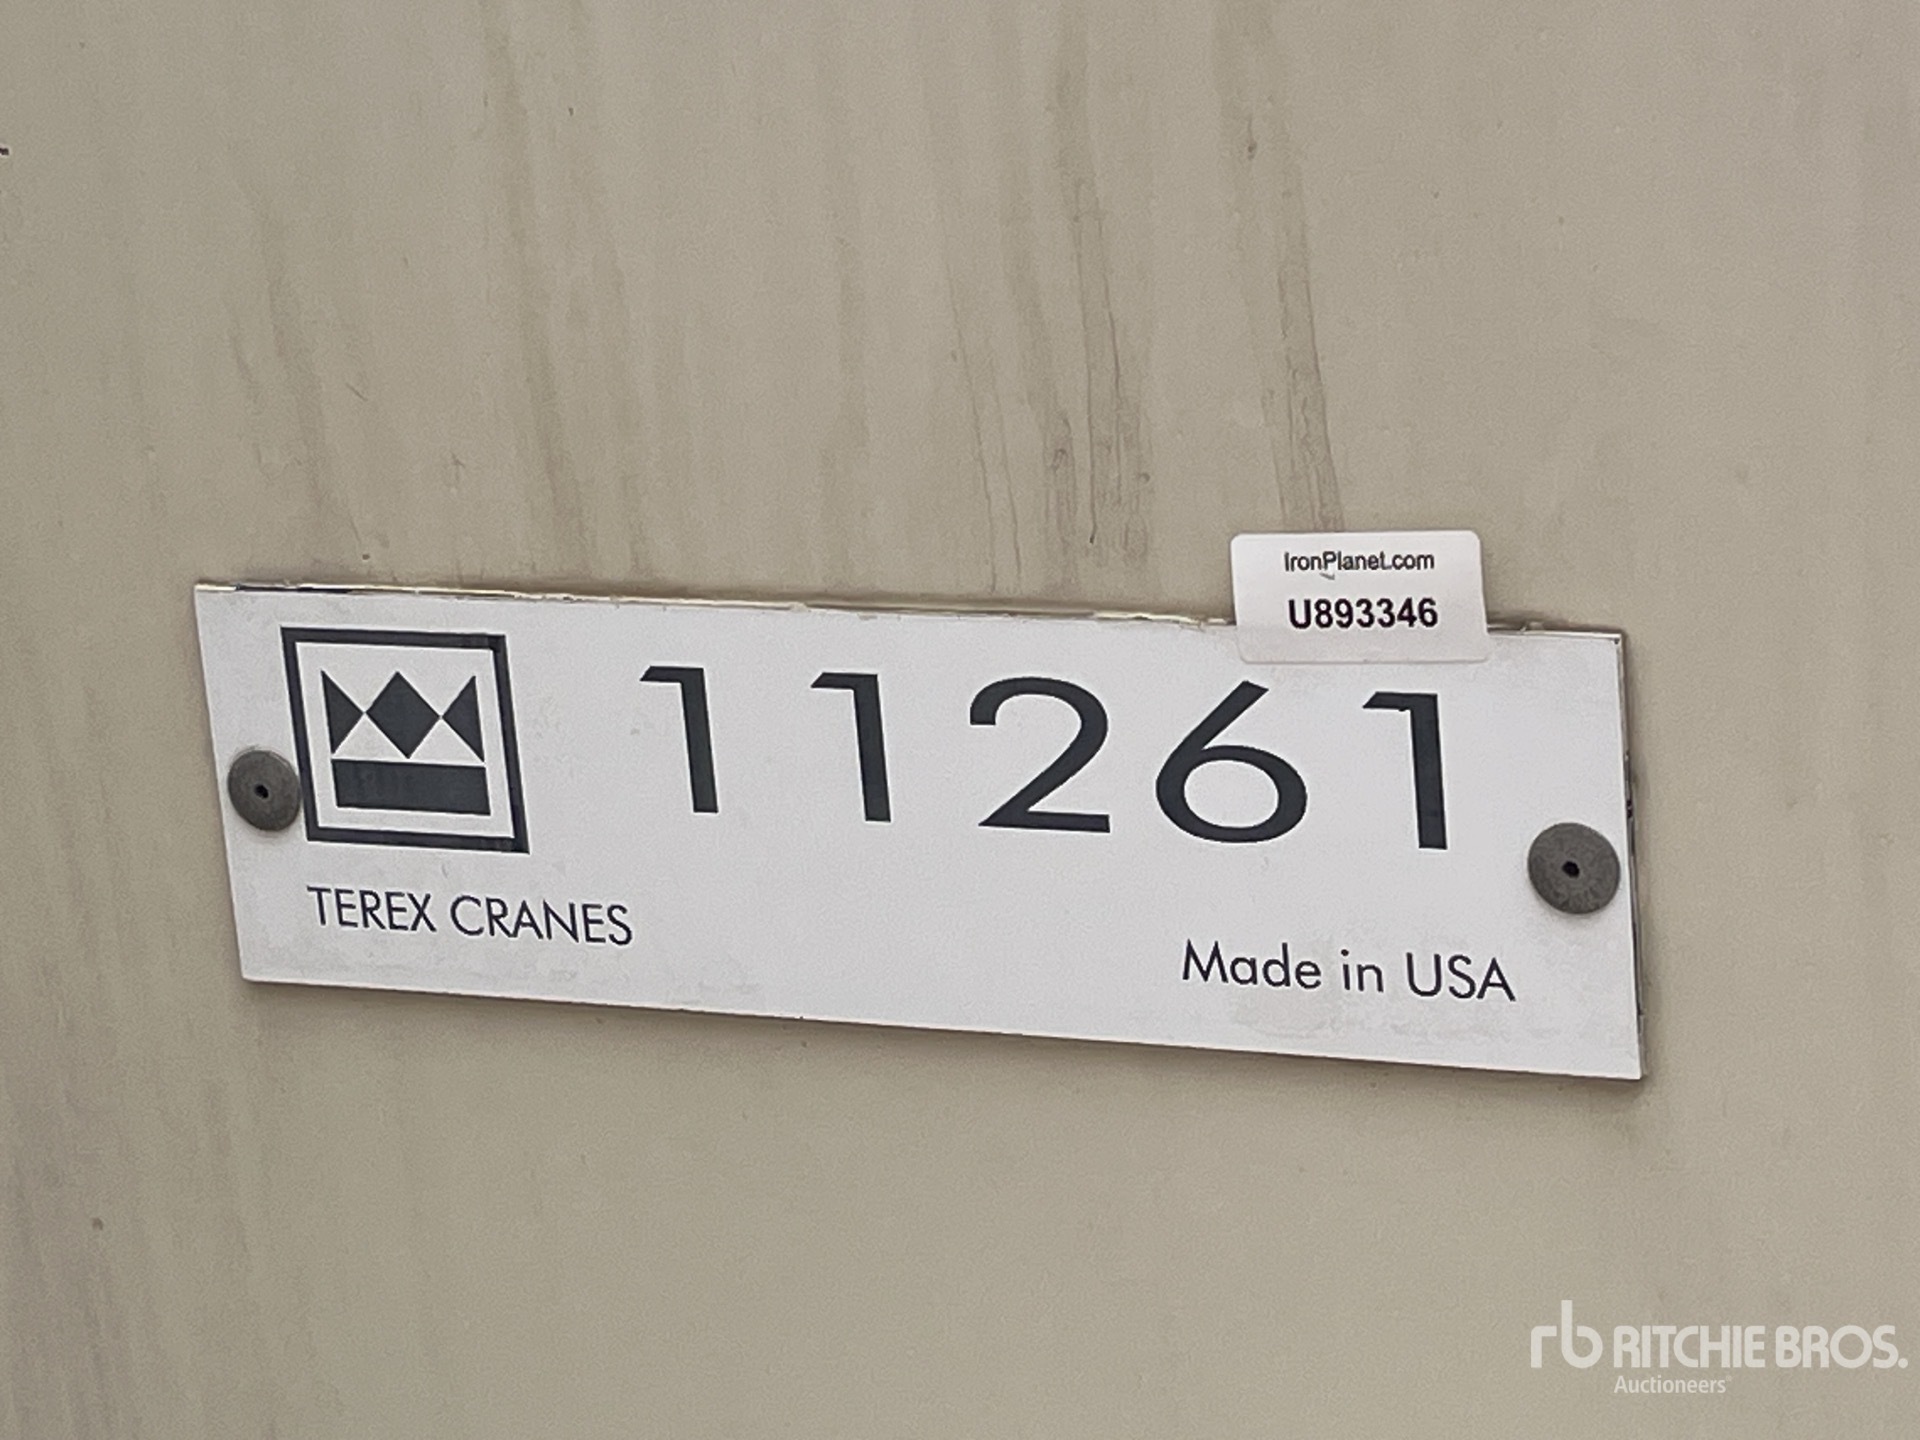 IronPlanet.com
U893346
11261
TEREX CRANES
Made in USA
rb RITCHIE BROS.
Auctioneers